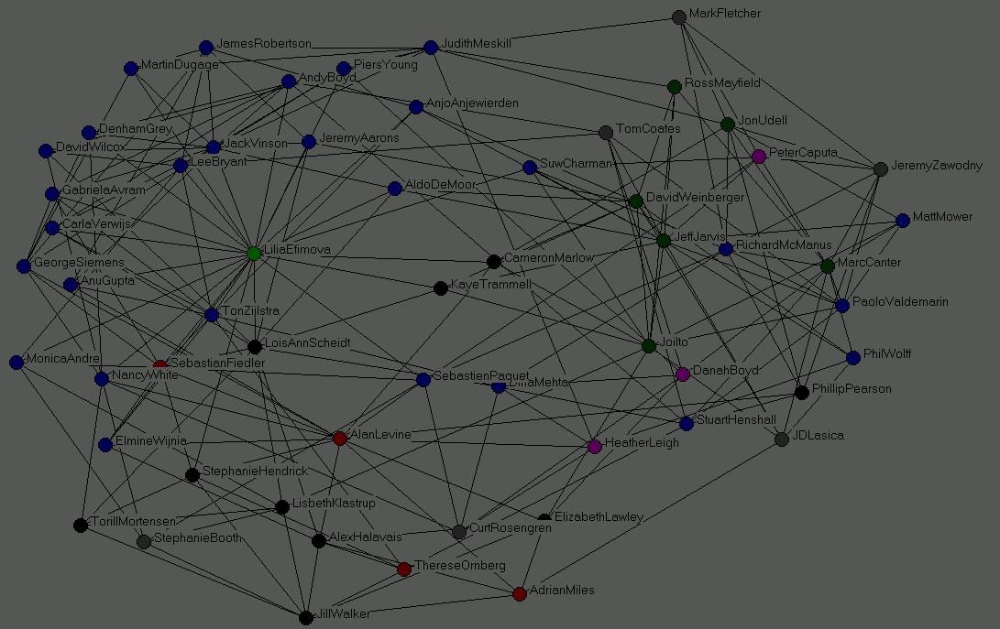 MarkFletcher
JamesRobertson
JudithMeskill
MartinDugage
PiersYoung
AndyBoyd
RossMayfield
AnjoAnjewierden
JonUdell
DenhamGrey
TomCoates
JeremyAarons
DavidWilcox
JackVinson
PeterCaputa
LeeBryant
SuwCharman
JeremyZawodny
GabrielaAvram
AldoDeMoor
DavidWeinberger
CarlaVerwijs
MattMower
LiliaEfimova
JeffJarvis
RichardMcManus
GeorgeSiemens
CameronMarlow
MarcCanter
AnuGupta
KayeTrammell
PaoloValdemarin
TonZijlstra
LoisAnnScheidt
JoiIto
MonicaAndre
SebastianFiedler
PhilWolff
NancyWhite
SebastienPaquet
DinaMehta
DanahBoyd
PhillipPearson
StuartHenshall
AlanLevine
JDLasica
ElmineWijnia
HeatherLeigh
StephanieHendrick
LisbethKlastrup
TorillMortensen
ElizabethLawley
CurtRosengren
StephanieBooth
AlexHalavais
ThereseOrnberg
AdrianMiles
JillWalker